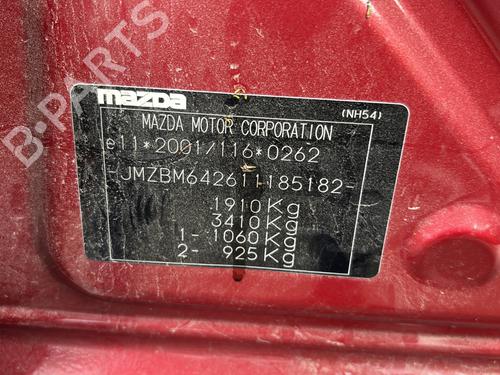 B-PARTS
mazda
(NH54)
MAZDA MOTOR CORPORATION
e11*2001/116*0262
-JMZBM642611185182-
1910Kg
3410Kg
1- 1060Kg
2- 925Kg